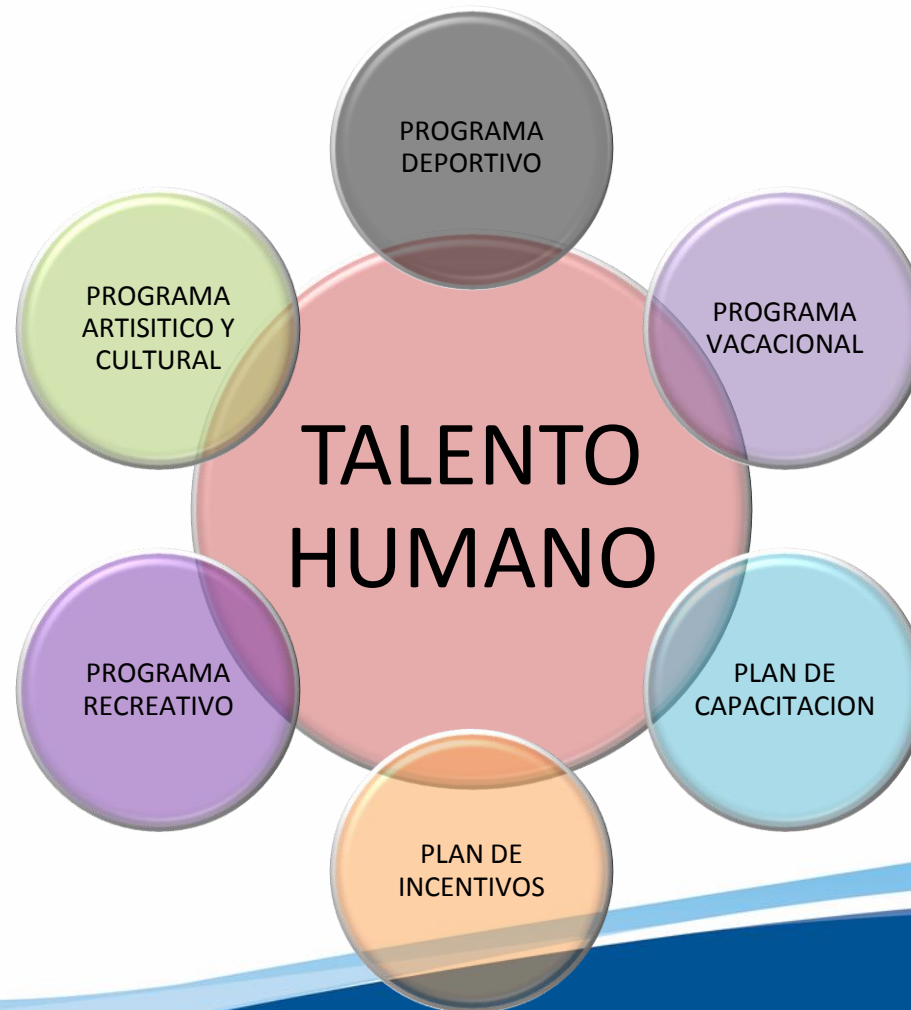 PROGRAMA
DEPORTIVO
PROGRAMA
ARTISITICO Y
CULTURAL
PROGRAMA
VACACIONAL
TALENTO
HUMANO
PROGRAMA
RECREATIVO
PLAN DE
CAPACITACION
PLAN DE
INCENTIVOS